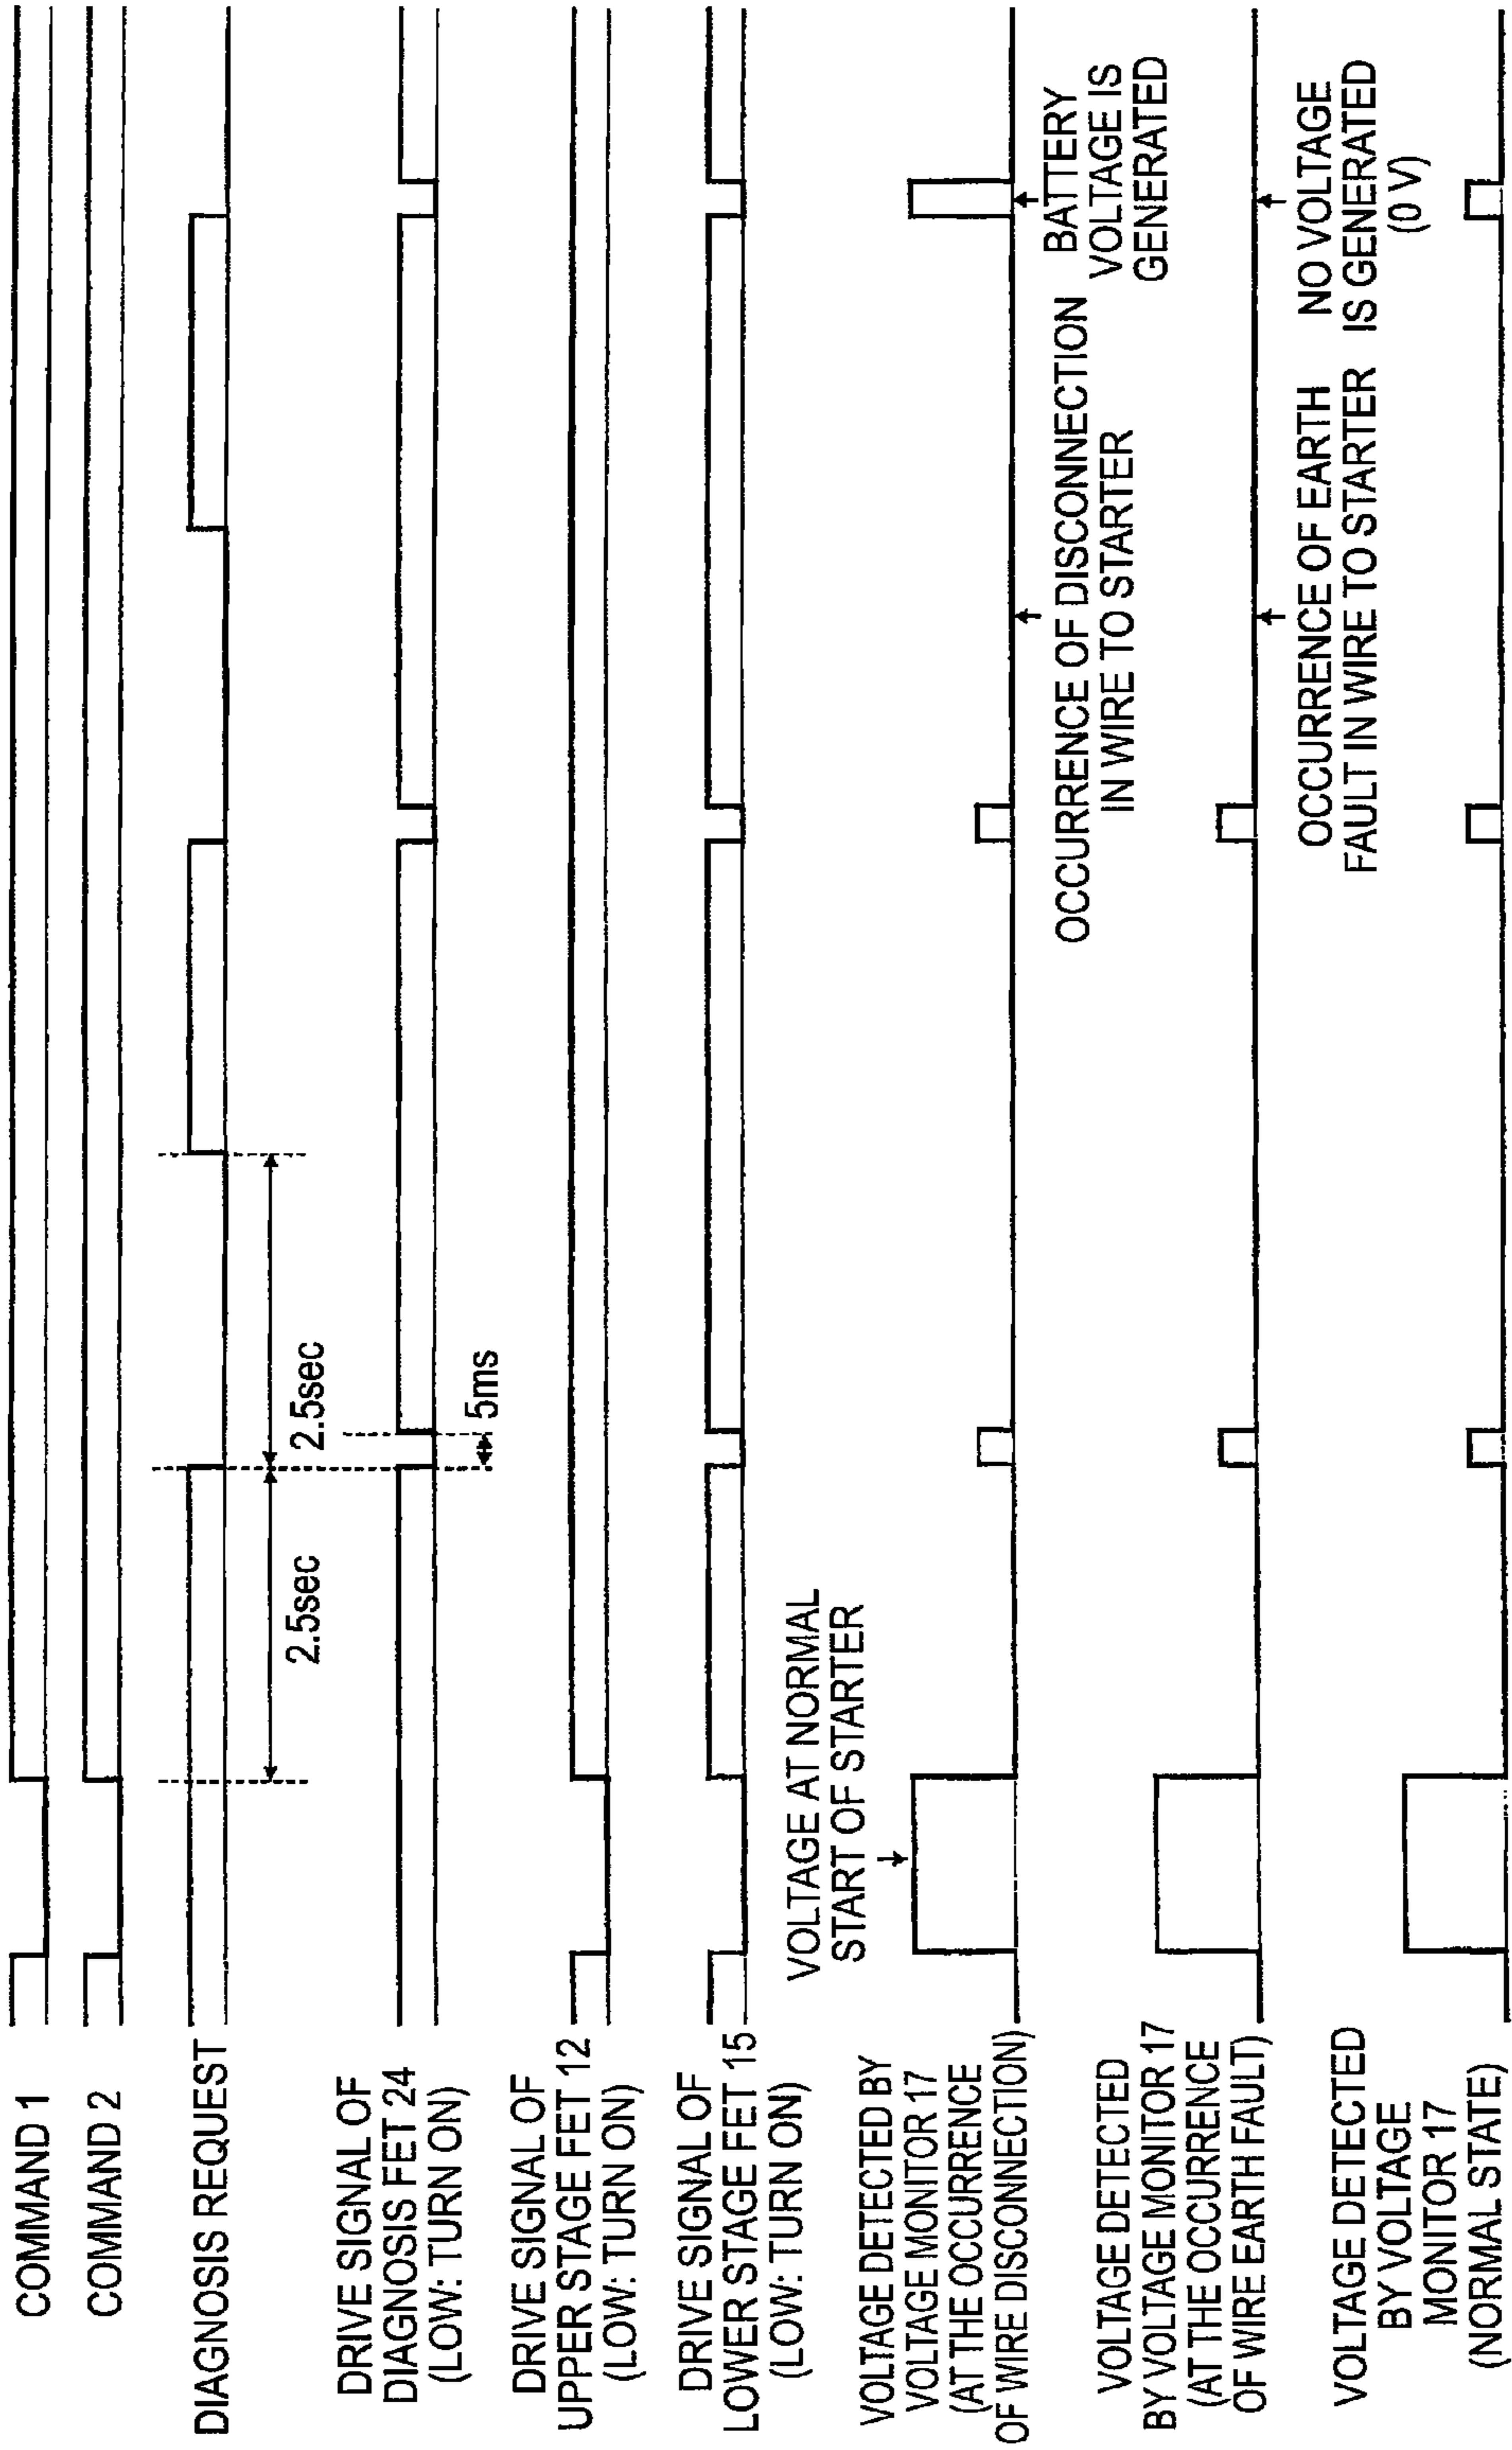 COMMAND 1
COMMAND 2
DIAGNOSIS REQUEST
2.5sec
2.5sec
DRIVE SIGNAL OF
DIAGNOSIS FET 24
(LOW: TURN ON)
5ms
DRIVE SIGNAL OF
UPPER STAGE FET 12
(LOW: TURN ON)
DRIVE SIGNAL OF
LOWER STAGE FET 15
(LOW: TURN ON)
VOLTAGE AT NORMAL
START OF STARTER
VOLTAGE DETECTED BY
VOLTAGE MONITOR 17
(AT THE OCCURRENCE
OF WIRE DISCONNECTION)
OCCURRENCE OF DISCONNECTION
IN WIRE TO STARTER
BATTERY
VOLTAGE IS
GENERATED
VOLTAGE DETECTED
BY VOLTAGE MONITOR 17
(AT THE OCCURRENCE
OF WIRE EARTH FAULT)
OCCURRENCE OF EARTH
FAULT IN WIRE TO STARTER
NO VOLTAGE
IS GENERATED
(0 V)
VOLTAGE DETECTED
BY VOLTAGE
MONITOR 17
(NORMAL STATE)